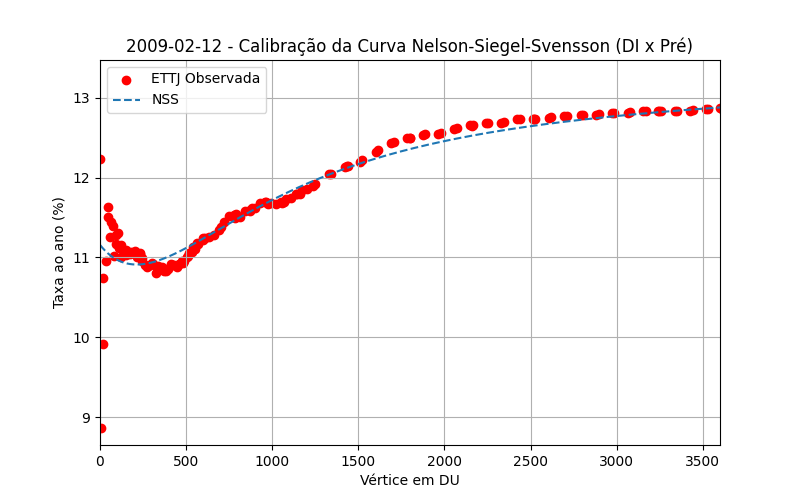 2009-02-12 - Calibração da Curva Nelson-Siegel-Svensson (DI x Pré)
ETTJ Observada
NSS
Taxa ao ano (%)
13
12
11
10
9
0 500 1000 1500 2000 2500 3000 3500
Vértice em DU